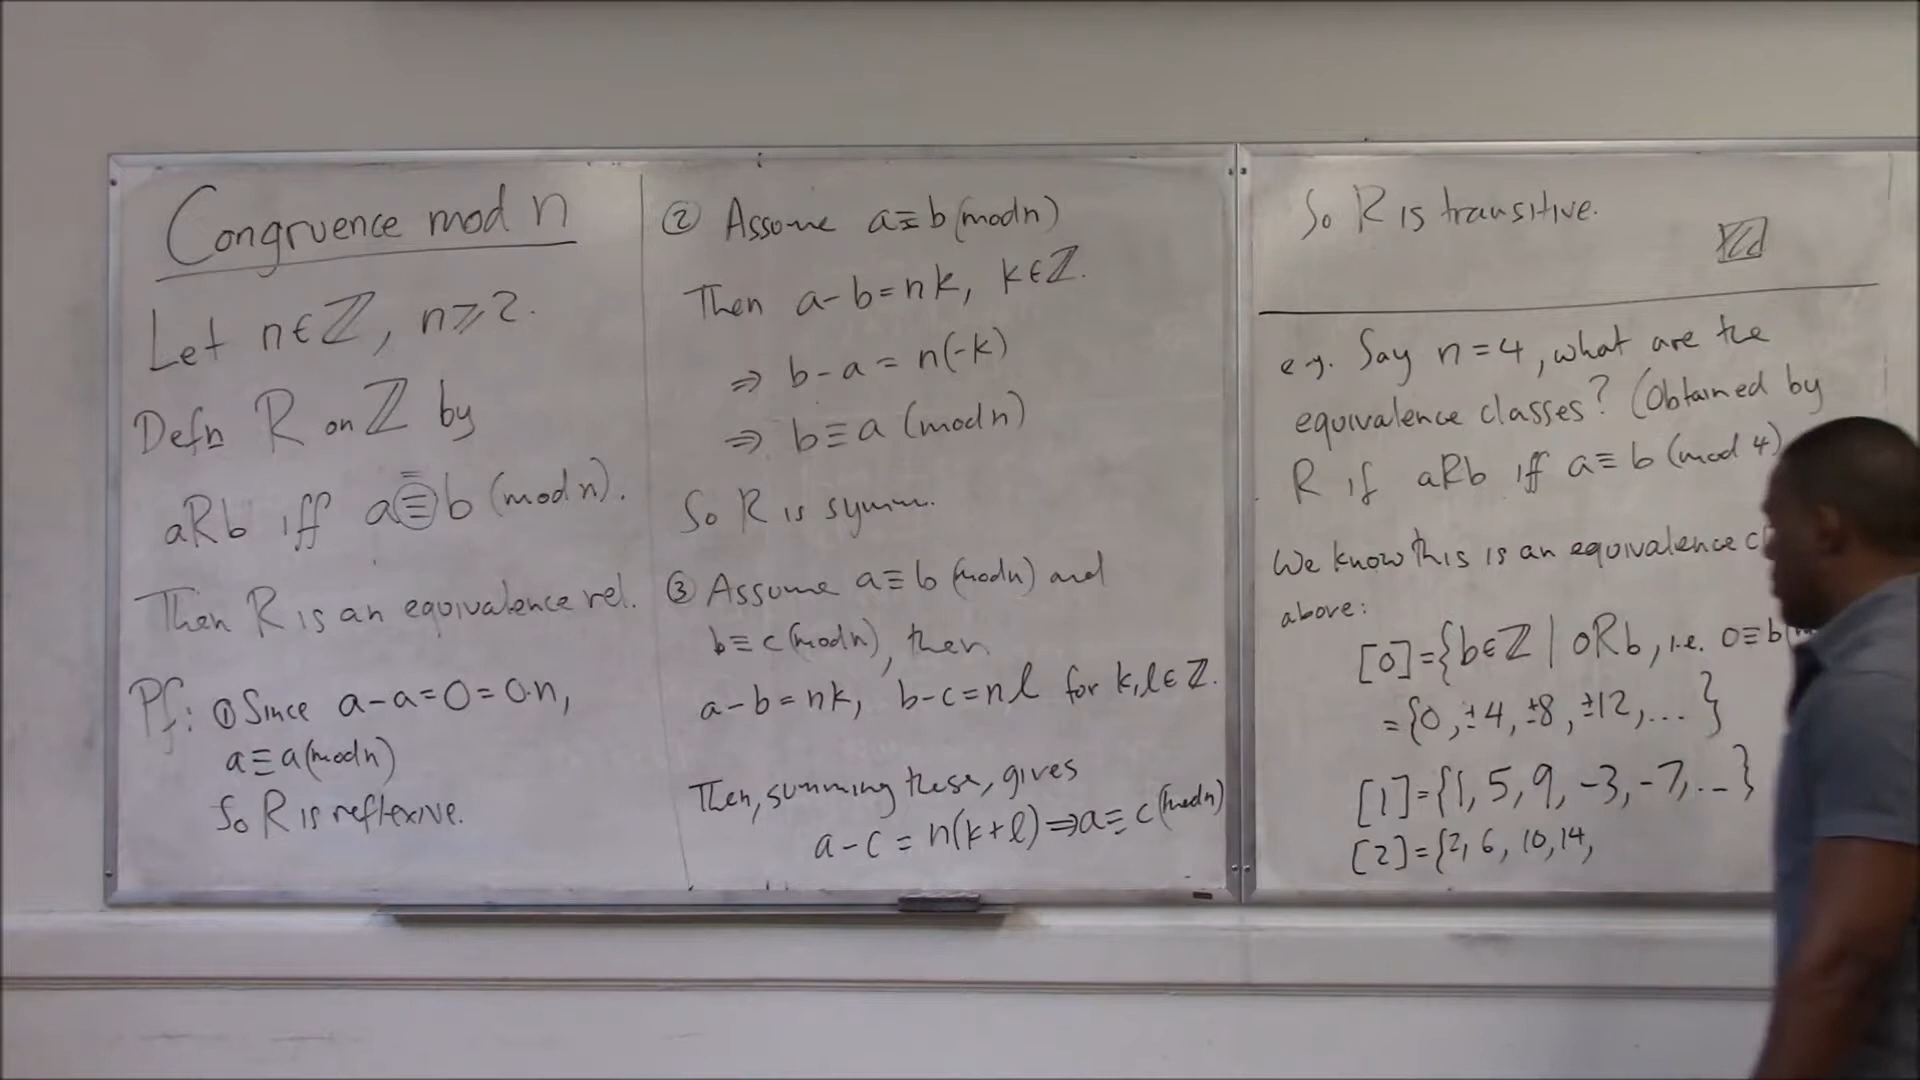 Congruence mod n
Let n∈ℤ, n⩾2.
Defn R on ℤ by
aRb iff a≡b (mod n).
Then R is an equivalence rel.
Pf: ① Since a-a=0=0·n,
a≡a(mod n)
So R is reflexive.
② Assume a≡b (mod n)
Then a-b=nk, k∈ℤ.
⇒ b-a = n(-k)
⇒ b≡a (mod n)
So R is symm.
③ Assume a≡b (mod n) and
b≡c (mod n), then
a-b=nk, b-c=nl for k,l∈ℤ.
Then, summing these, gives
a-c = n(k+l) ⇒ a≡c (mod n)
So R is transitive.
e.g. Say n=4, what are the
equivalence classes? (Obtained by
R if aRb iff a≡b (mod 4)
We know this is an equivalence
above:
[0]={b∈ℤ | 0Rb, i.e. 0≡b
={0, ±4, ±8, ±12, ... }
[1]={1, 5, 9, -3, -7, ... }
[2]={2, 6, 10, 14,